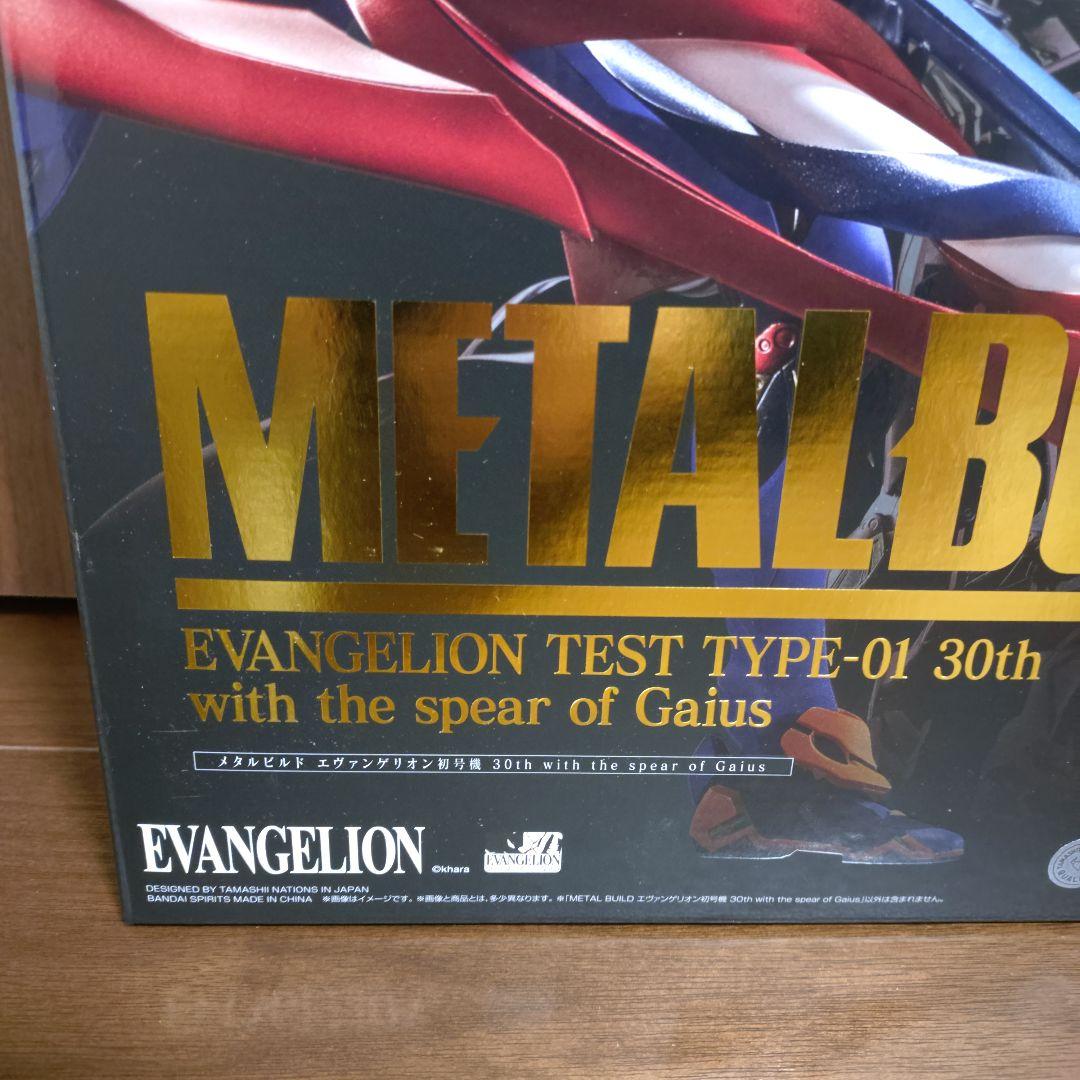 METAL BU
EVANGELION TEST TYPE-01 30th
with the spear of Gaius
メタルビルド エヴァンゲリオン初号機 30th with the spear of Gaius
EVANGELION ©khara EVANGELION
DESIGNED BY TAMASHII NATIONS IN JAPAN
BANDAI SPIRITS MADE IN CHINA ※画像はイメージです。※画像と商品とは、多少異なります。※「METAL BUILD エヴァンゲリオン初号機 30th with the spear of Gaius」以外は含まれません。